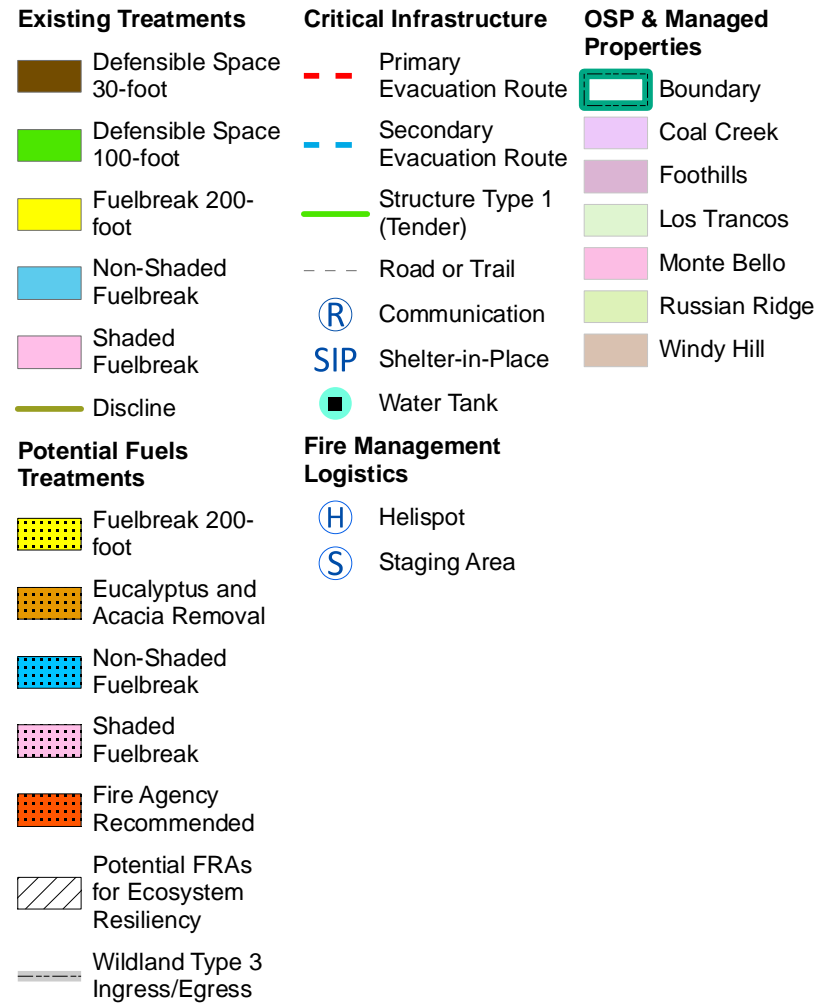 Existing Treatments
Defensible Space
30-foot
Defensible Space
100-foot
Fuelbreak 200-
foot
Non-Shaded
Fuelbreak
Shaded
Fuelbreak
Discline
Potential Fuels
Treatments
Fuelbreak 200-
foot
Eucalyptus and
Acacia Removal
Non-Shaded
Fuelbreak
Shaded
Fuelbreak
Fire Agency
Recommended
Potential FRAs
for Ecosystem
Resiliency
Wildland Type 3
Ingress/Egress
Critical Infrastructure
Primary
Evacuation Route
Secondary
Evacuation Route
Structure Type 1
(Tender)
Road or Trail
R Communication
SIP Shelter-in-Place
Water Tank
Fire Management
Logistics
H Helispot
S Staging Area
OSP & Managed
Properties
Boundary
Coal Creek
Foothills
Los Trancos
Monte Bello
Russian Ridge
Windy Hill